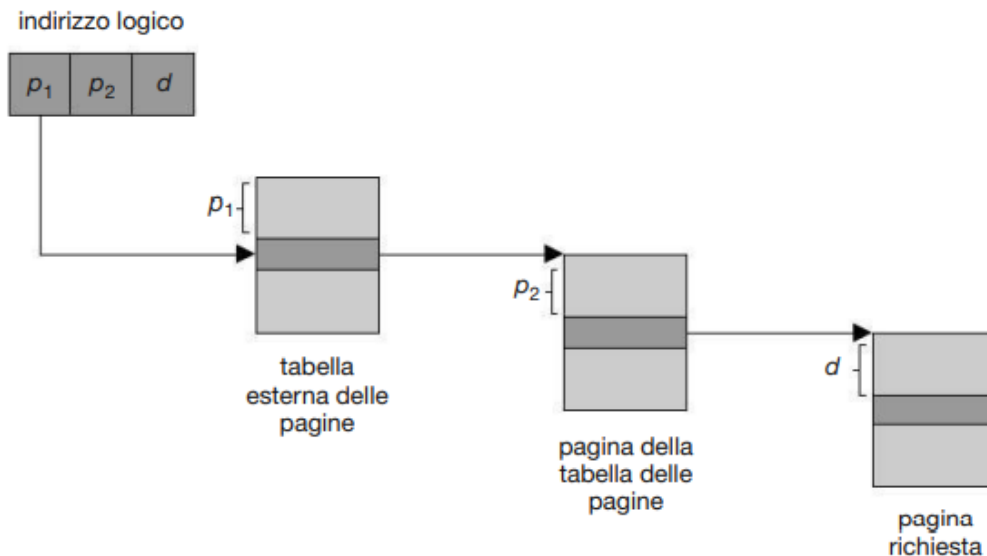 indirizzo logico
p1 p2 d
p1
tabella
esterna delle
pagine
p2
pagina della
tabella delle
pagine
d
pagina
richiesta